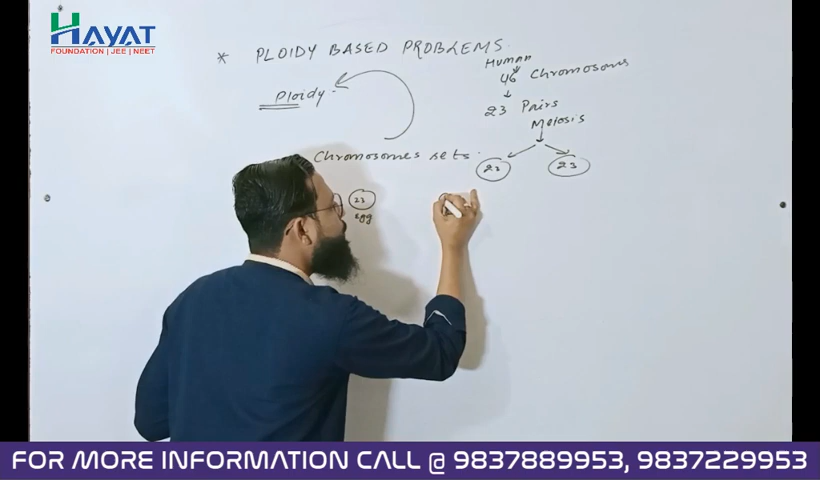 HAYAT
FOUNDATION | JEE | NEET
* PLOIDY BASED PROBLEMS
Human
46 Chromosoms
Ploidy
23 Pairs
Meiosis
Chromosomes sets.
23 23
23
egg
FOR MORE INFORMATION CALL @ 9837889953, 9837229953